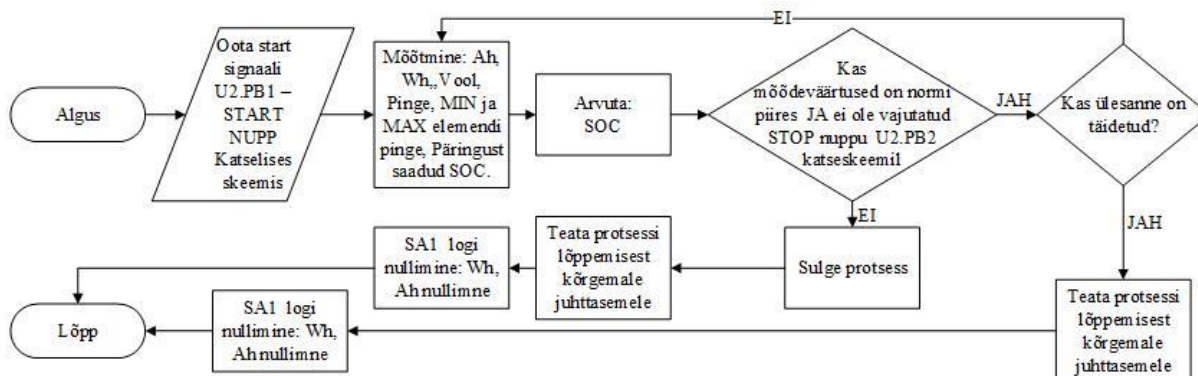 EI
Oota start
signaali
U2.PB1 –
START
NUPP
Katselises
skeemis
Mõõtmine: Ah,
Wh,,Vool,
Pinge, MIN ja
MAX elemendi
pinge, Päringust
saadud SOC.
Algus
Arvuta:
SOC
Kas
mõõdeväärtused on normi
piires JA ei ole vajutatud
STOP nuppu U2.PB2
katseskeemil
JAH
Kas ülesanne on
täidetud?
EI
JAH
SA1 logi
nullimine: Wh,
Ah nullimne
Teata protsessi
lõppemisest
kõrgemale
juhttasemele
Sulge protsess
Lõpp
SA1 logi
nullimine: Wh,
Ah nullimne
Teata protsessi
lõppemisest
kõrgemale
juhttasemele